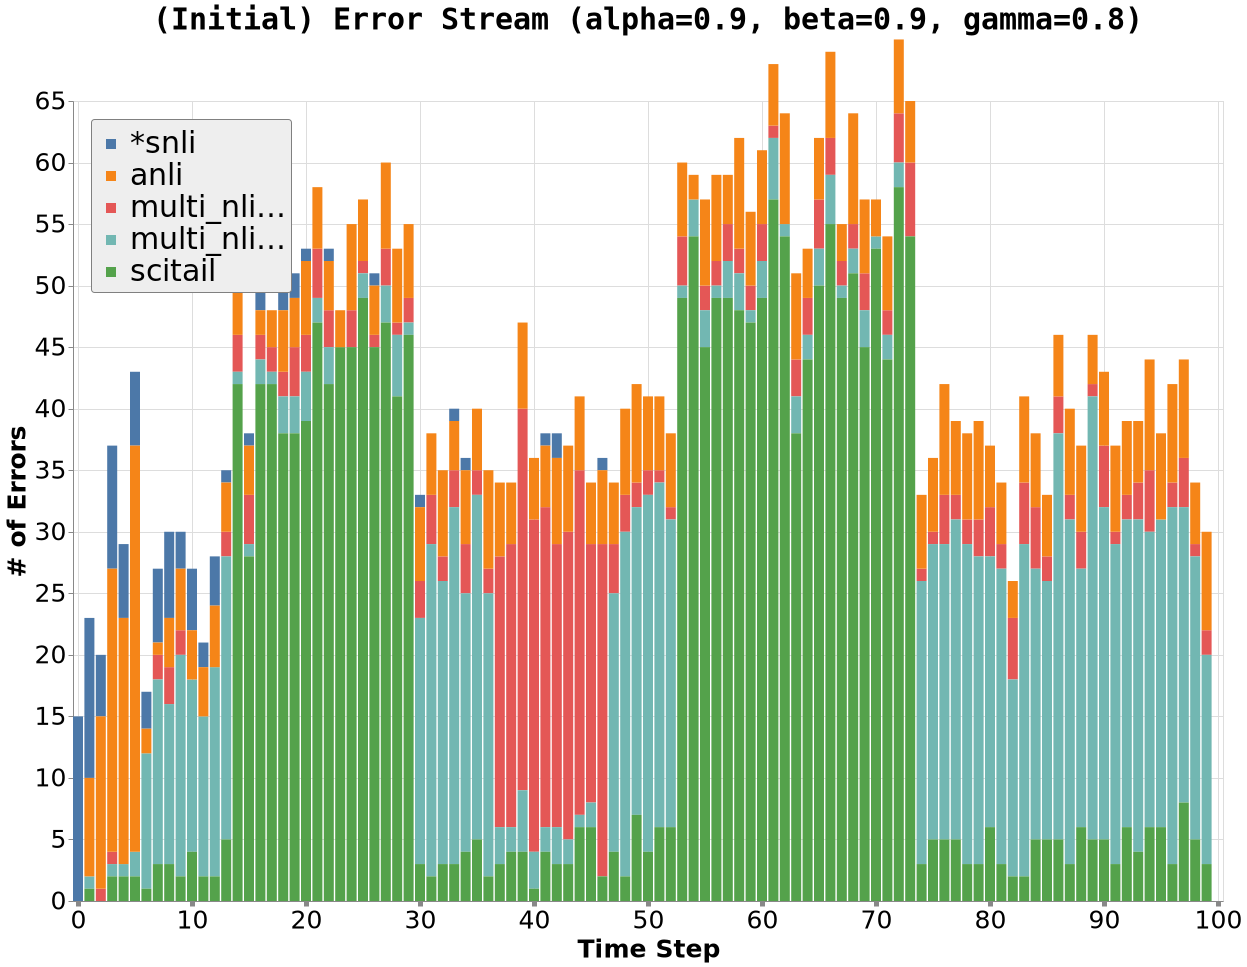 (Initial) Error Stream (alpha=0.9, beta=0.9, gamma=0.8)
65
60
55
50
45
40
35
30
25
20
15
10
5
0
# of Errors
*snli
anli
multi_nli...
multi_nli...
scitail
0 10 20 30 40 50 60 70 80 90 100
Time Step